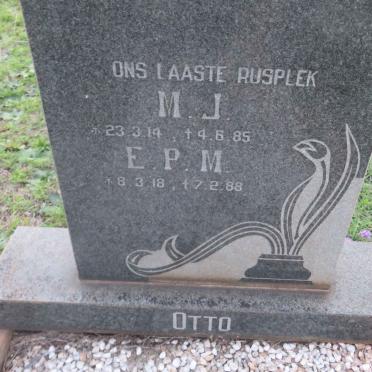 ONS LAASTE RUSPLEK
M.J.
* 23.3.14, † 4.6.85
E.P.M.
* 8.3.18, † 7.2.88
OTTO